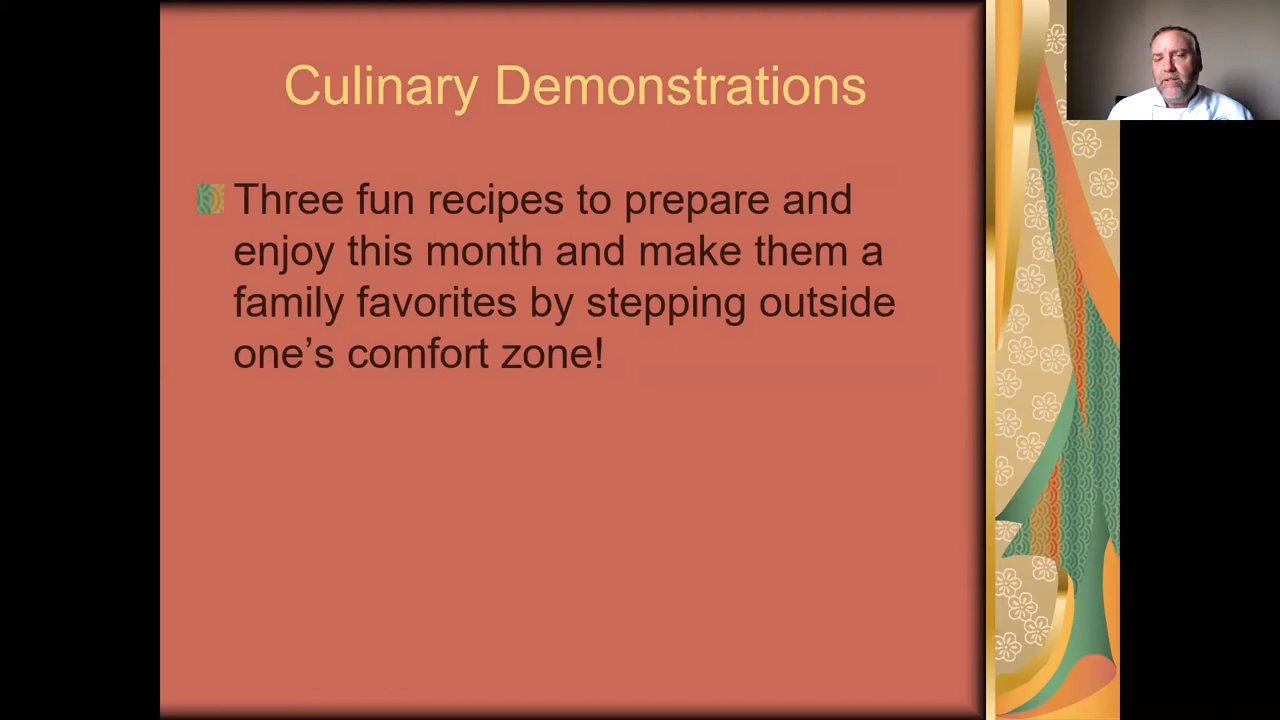 Culinary Demonstrations
Three fun recipes to prepare and
enjoy this month and make them a
family favorites by stepping outside
one’s comfort zone!